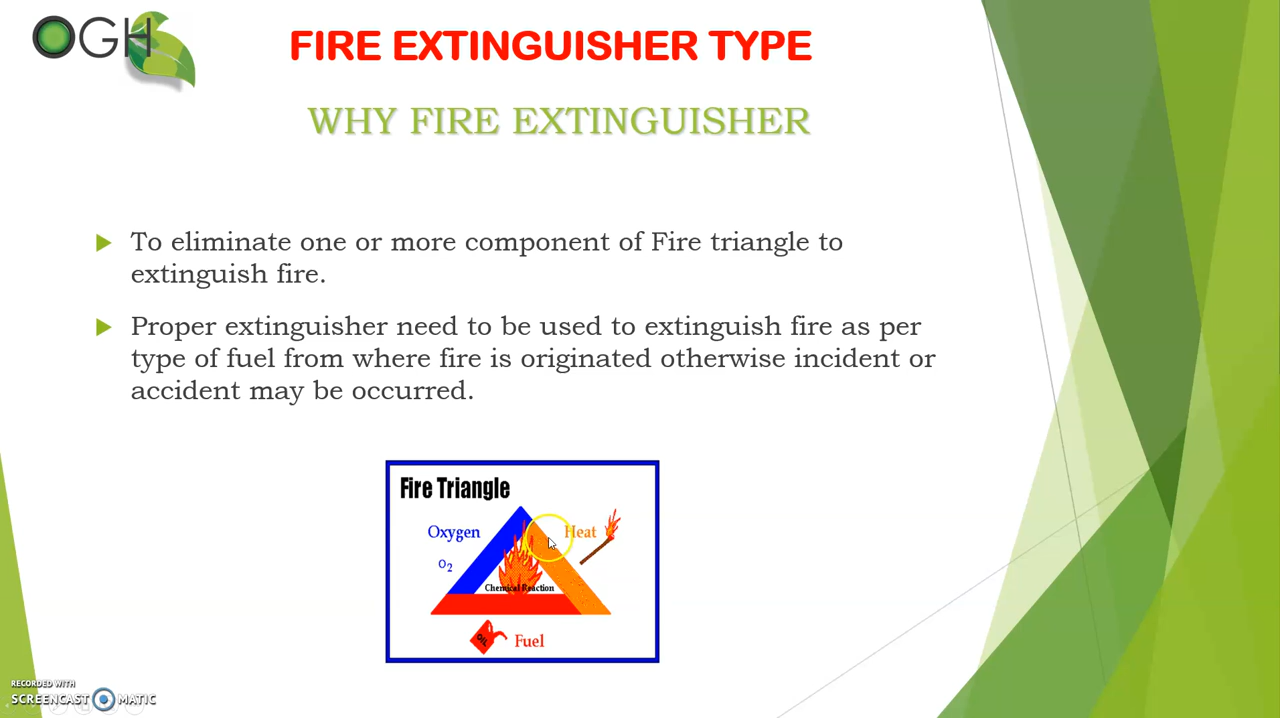 OGH
FIRE EXTINGUISHER TYPE
WHY FIRE EXTINGUISHER
To eliminate one or more component of Fire triangle to
extinguish fire.
Proper extinguisher need to be used to extinguish fire as per
type of fuel from where fire is originated otherwise incident or
accident may be occurred.
Fire Triangle
Oxygen
Heat
O2
Chemical Reaction
OIL
Fuel
RECORDED WITH
SCREENCAST MATIC